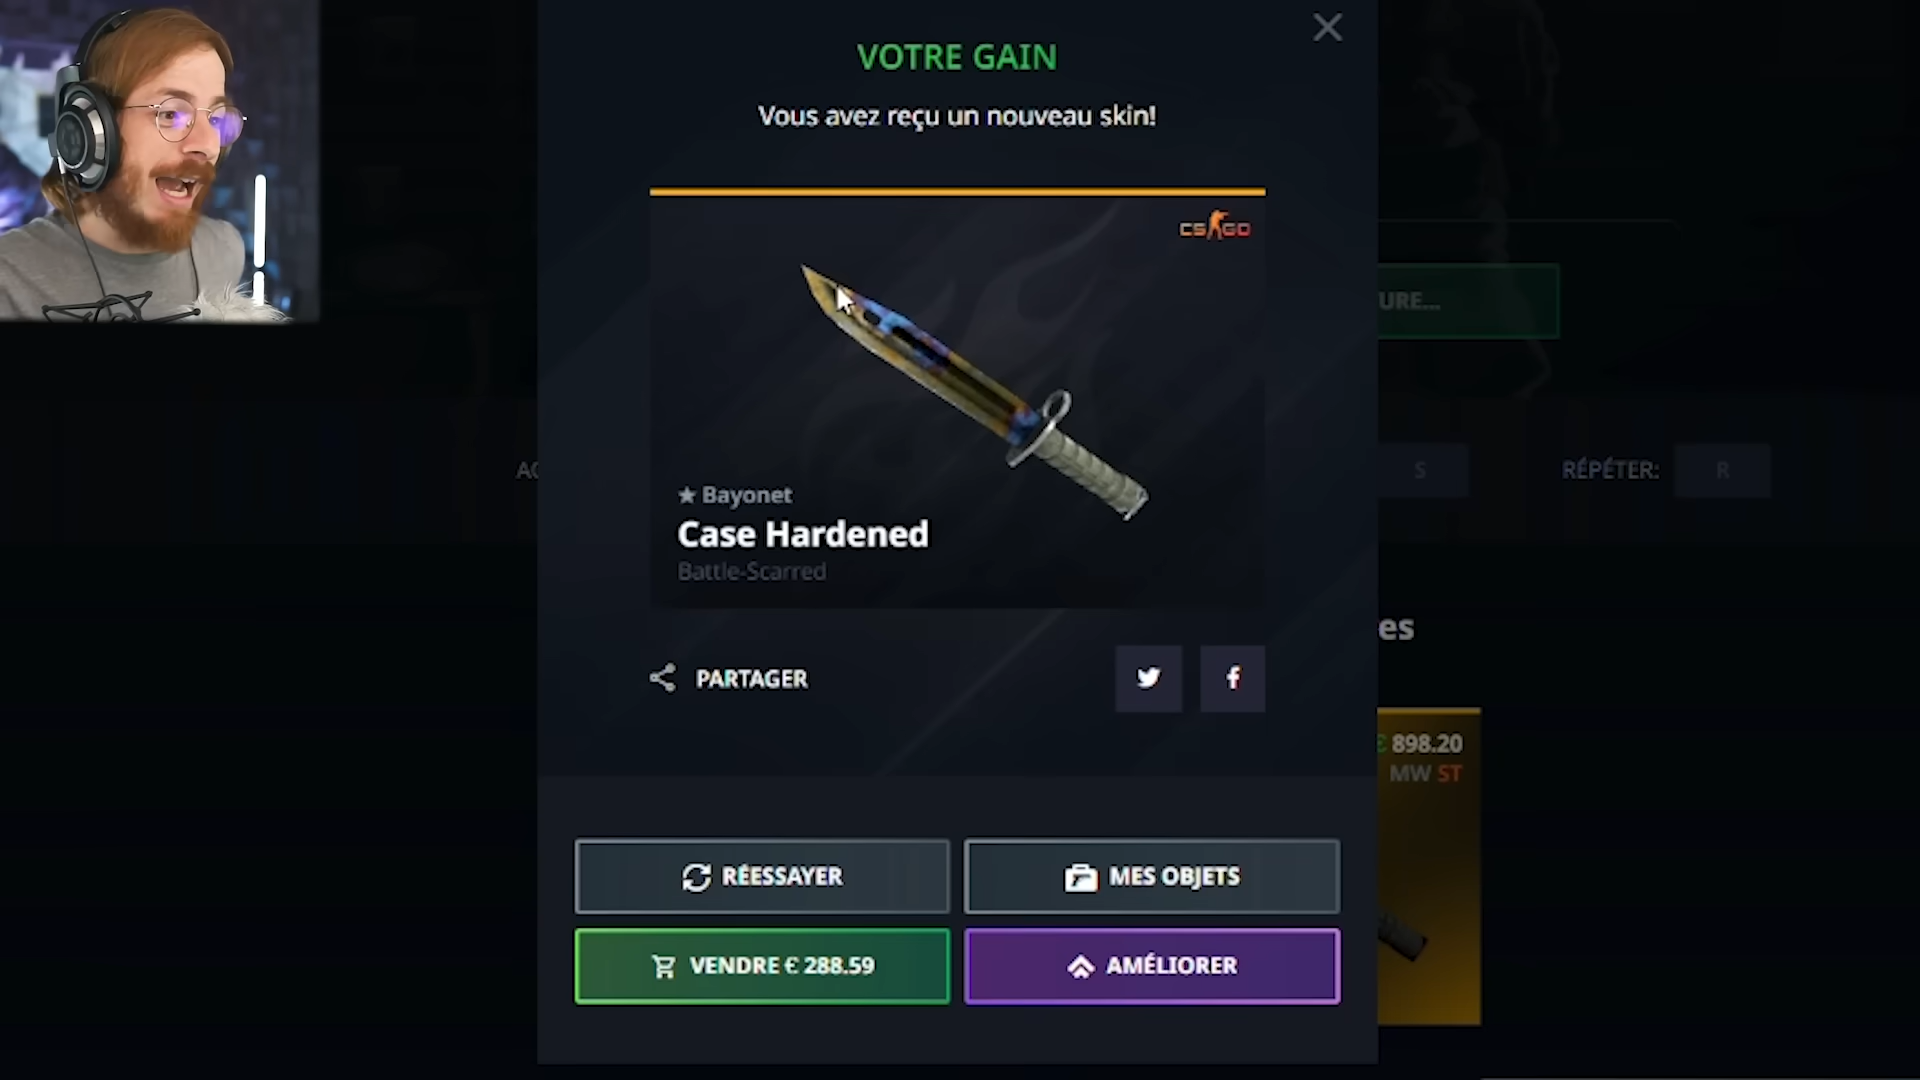 VOTRE GAIN
Vous avez reçu un nouveau skin!
CS GO
URE...
★ Bayonet
Case Hardened
Battle-Scarred
AC
S
RÉPÉTER:
R
es
PARTAGER
€ 898.20
MW ST
RÉESSAYER
MES OBJETS
VENDRE € 288.59
AMÉLIORER